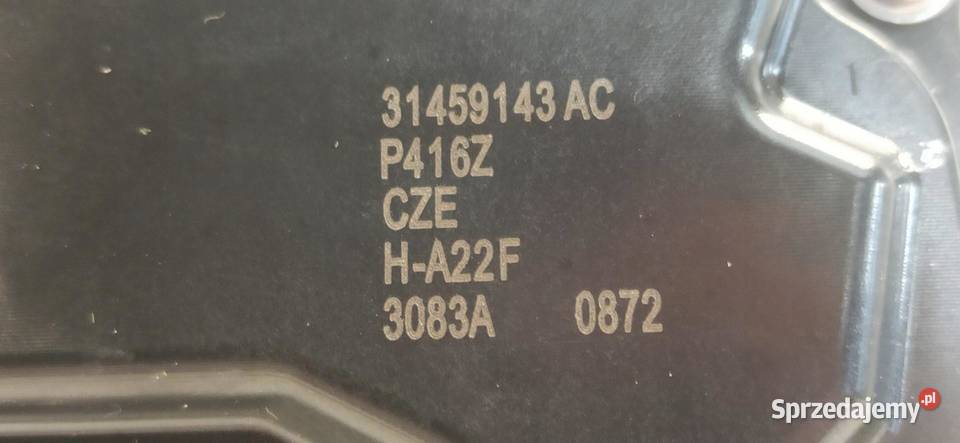 31459143 AC
P416Z
CZE
H-A22F
3083A 0872
Sprzedajemy.pl